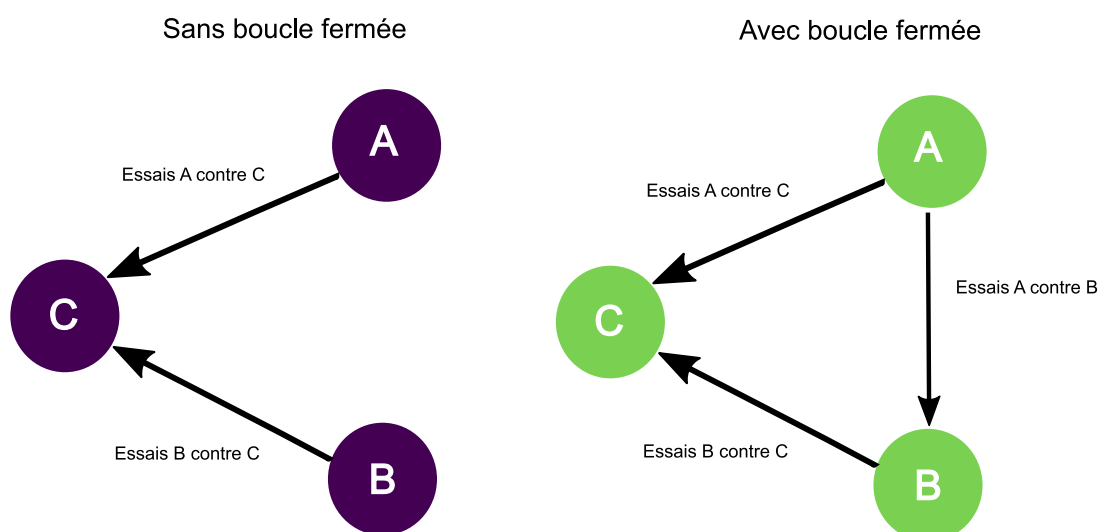 Sans boucle fermée
A
Essais A contre C
C
Essais B contre C
B
Avec boucle fermée
A
Essais A contre C
Essais A contre B
C
Essais B contre C
B